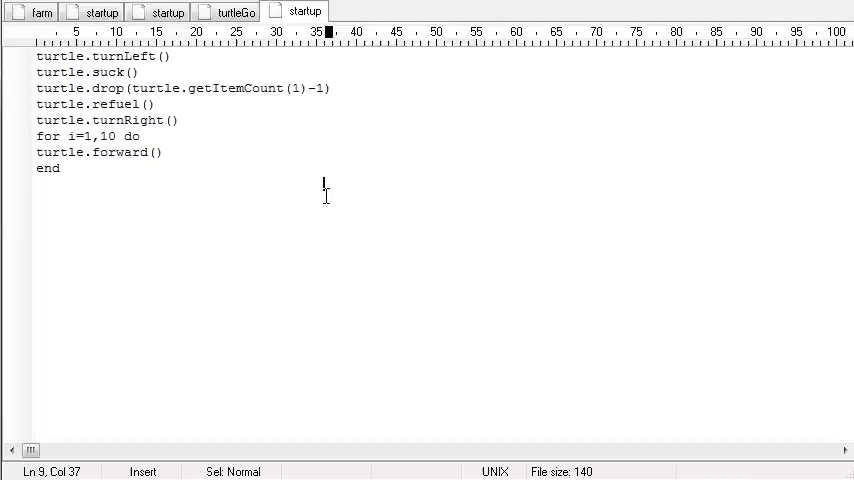 farm startup startup turtleGo startup
5 10 15 20 25 30 35 40 45 50 55 60 65 70 75 80 85 90 95 100
turtle.turnLeft()
turtle.suck()
turtle.drop(turtle.getItemCount(1)-1)
turtle.refuel()
turtle.turnRight()
for i=1,10 do
turtle.forward()
end
Ln 9, Col 37 Insert Sel: Normal UNIX File size: 140